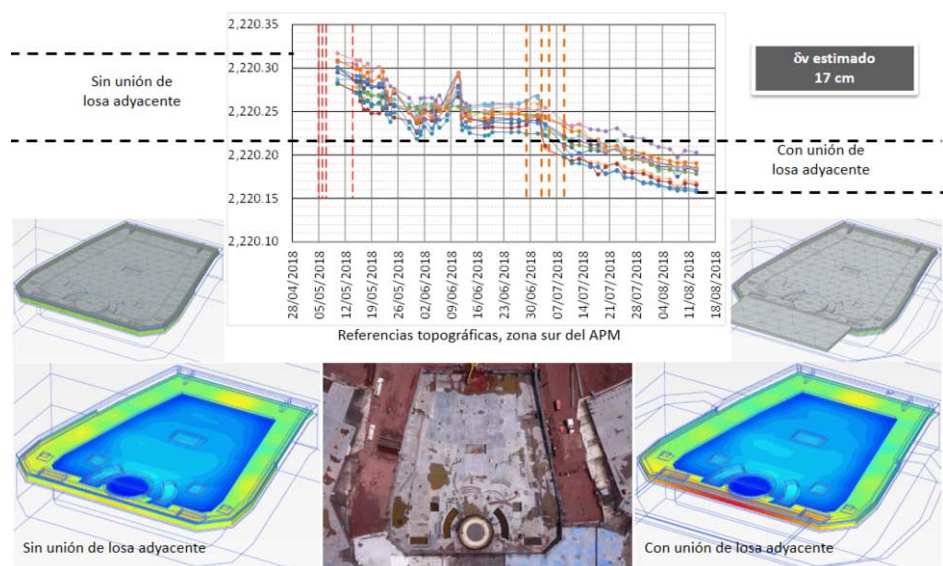 2,220.35
2,220.30
2,220.25
2,220.20
2,220.15
2,220.10
Sin unión de
losa adyacente
δv estimado
17 cm
Con unión de
losa adyacente
28/04/2018
05/05/2018
12/05/2018
19/05/2018
26/05/2018
02/06/2018
09/06/2018
16/06/2018
23/06/2018
30/06/2018
07/07/2018
14/07/2018
21/07/2018
28/07/2018
04/08/2018
11/08/2018
18/08/2018
Referencias topográficas, zona sur del APM
Sin unión de losa adyacente
Con unión de losa adyacente